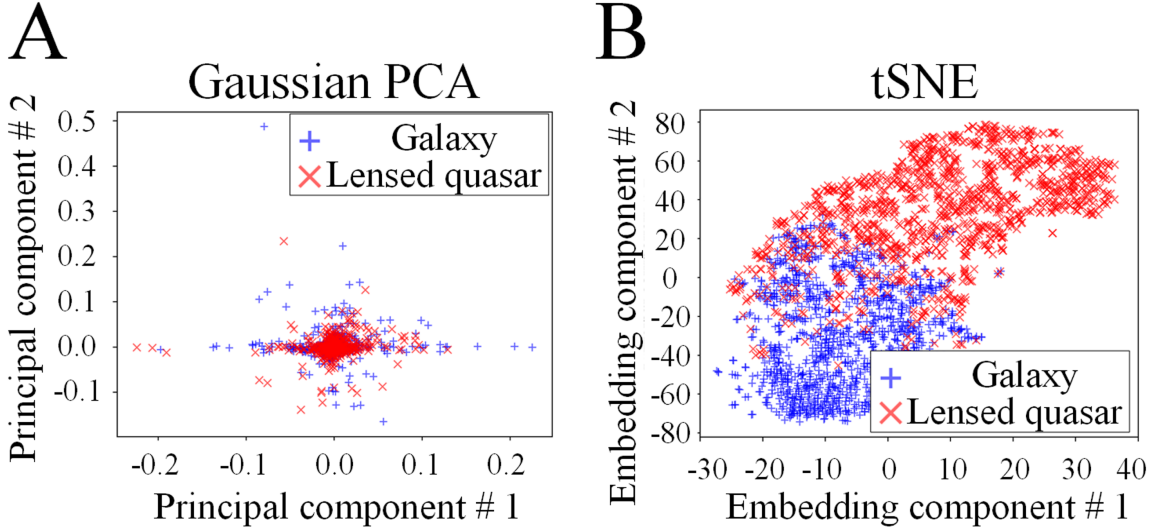 A
Gaussian PCA
Principal component # 2
0.5
0.4
0.3
0.2
0.1
0.0
-0.1
Galaxy
Lensed quasar
-0.2
-0.1
0.0
0.1
0.2
Principal component # 1
B
tSNE
Embedding component # 2
80
60
40
20
0
-20
-40
-60
-80
Galaxy
Lensed quasar
-30
-20
-10
0
10
20
30
40
Embedding component # 1